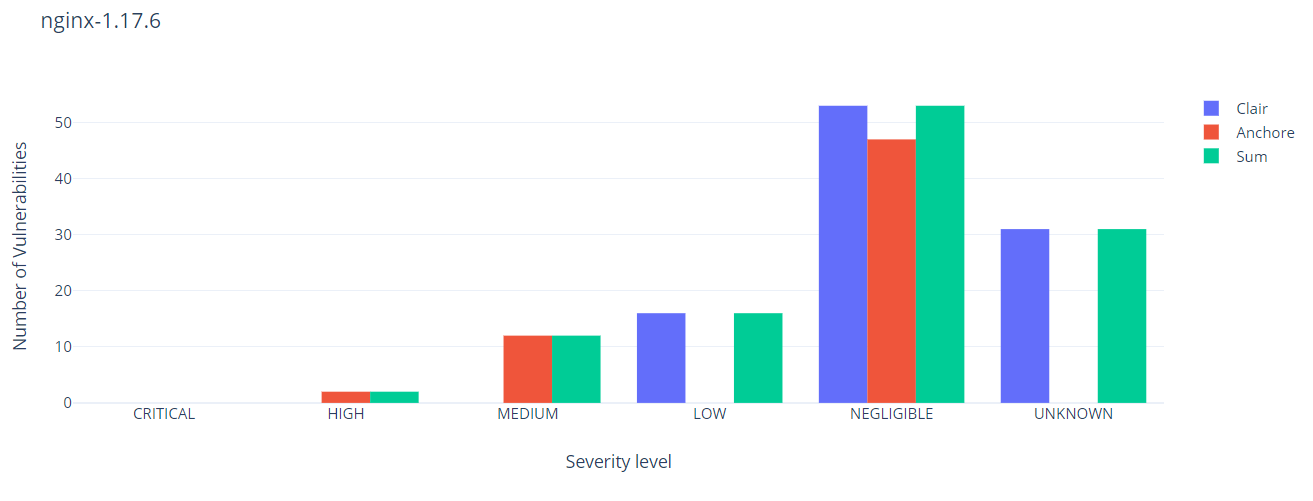 nginx-1.17.6
Number of Vulnerabilities
50
40
30
20
10
0
CRITICAL
HIGH
MEDIUM
LOW
NEGLIGIBLE
UNKNOWN
Severity level
Clair
Anchore
Sum